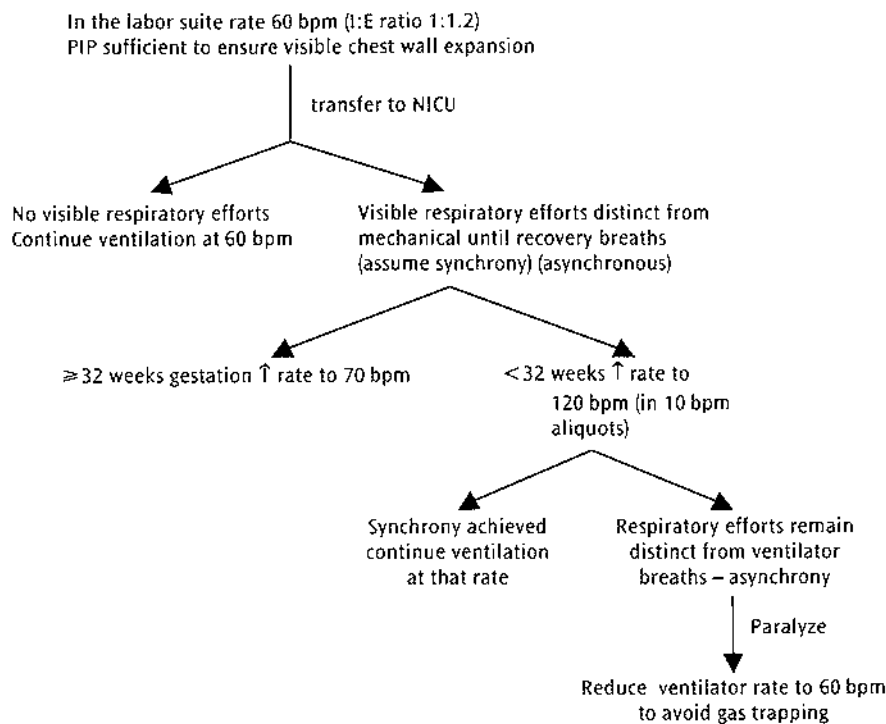 In the labor suite rate 60 bpm (I:E ratio 1:1.2)
PIP sufficient to ensure visible chest wall expansion
transfer to NICU
No visible respiratory efforts
Continue ventilation at 60 bpm
Visible respiratory efforts distinct from
mechanical until recovery breaths
(assume synchrony) (asynchronous)
⩾32 weeks gestation ↑ rate to 70 bpm
<32 weeks ↑ rate to
120 bpm (in 10 bpm
aliquots)
Synchrony achieved
continue ventilation
at that rate
Respiratory efforts remain
distinct from ventilator
breaths – asynchrony
Paralyze
Reduce ventilator rate to 60 bpm
to avoid gas trapping